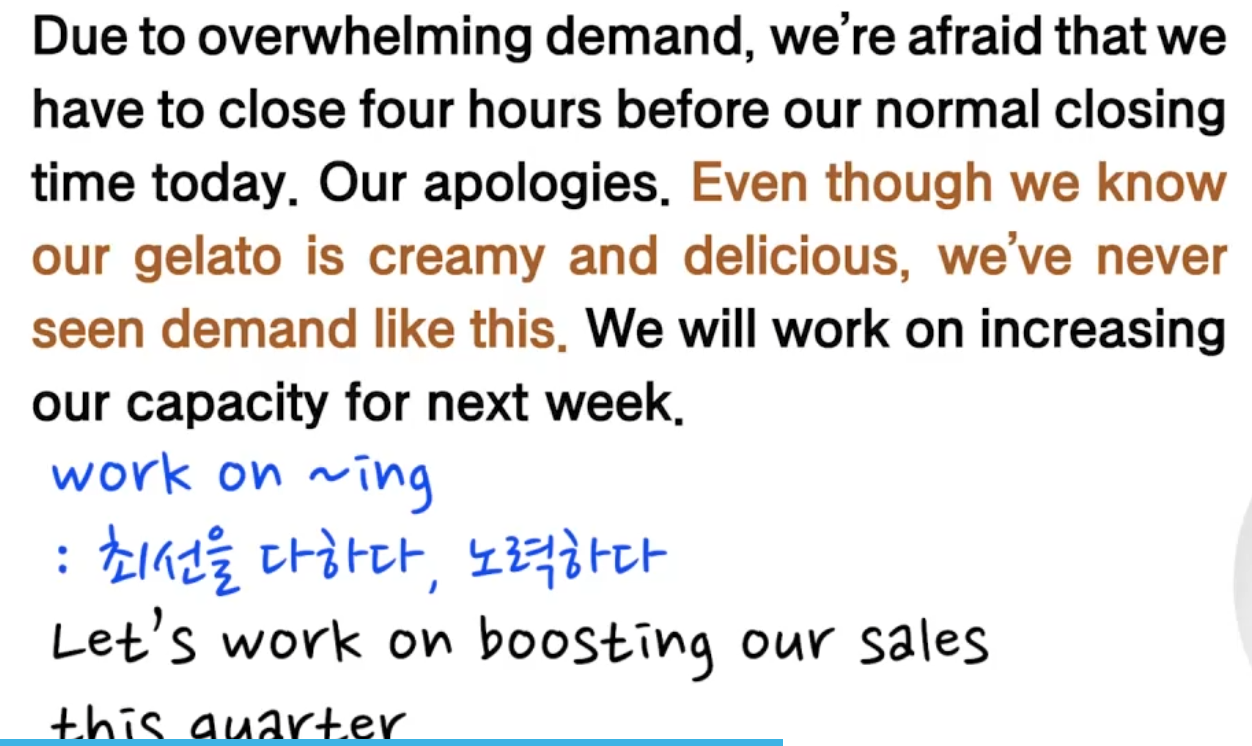 Due to overwhelming demand, we're afraid that we
have to close four hours before our normal closing
time today. Our apologies. Even though we know
our gelato is creamy and delicious, we've never
seen demand like this. We will work on increasing
our capacity for next week.
work on ~ing
: 최선을 다하다, 노력하다
Let's work on boosting our sales
this quarter